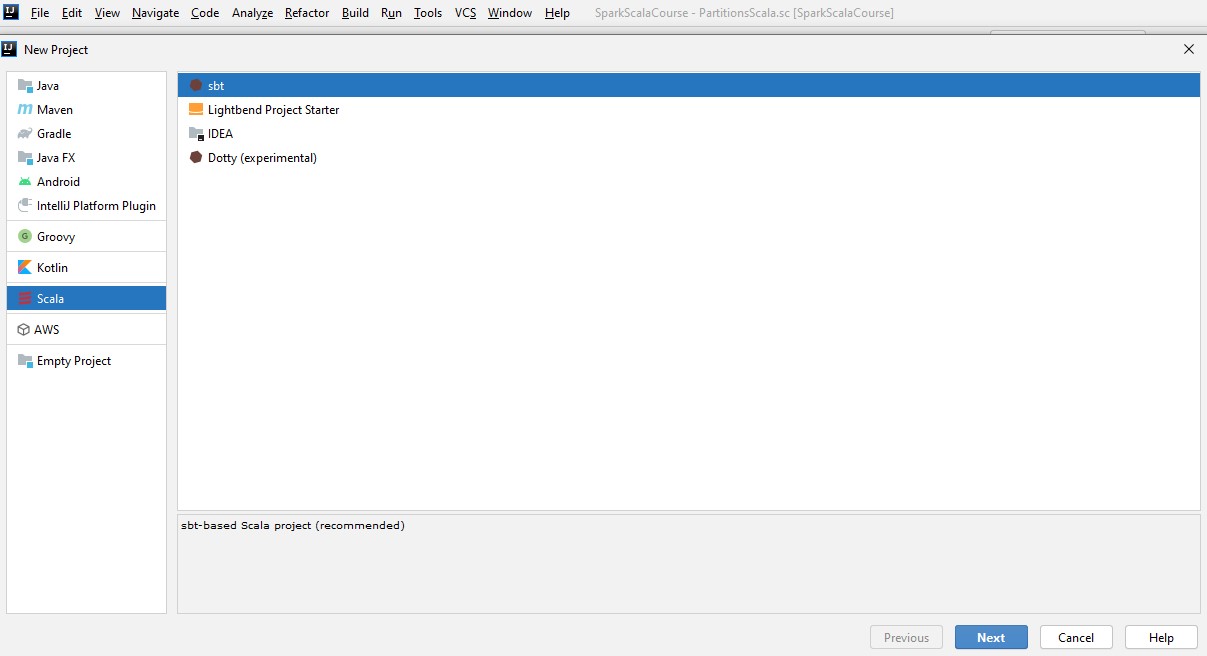 File Edit View Navigate Code Analyze Refactor Build Run Tools VCS Window Help SparkScalaCourse - PartitionsScala.sc [SparkScalaCourse]
New Project
Java
Maven
Gradle
Java FX
Android
IntelliJ Platform Plugin
Groovy
Kotlin
Scala
AWS
Empty Project
sbt
Lightbend Project Starter
IDEA
Dotty (experimental)
sbt-based Scala project (recommended)
Previous Next Cancel Help